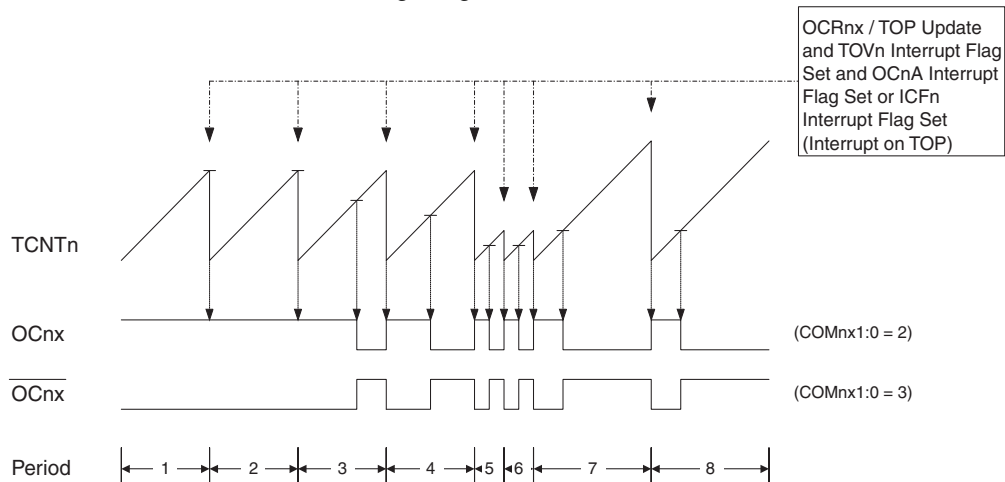 OCRnx / TOP Update
and TOVn Interrupt Flag
Set and OCnA Interrupt
Flag Set or ICFn
Interrupt Flag Set
(Interrupt on TOP)
TCNTn
OCnx (COMnx1:0 = 2)
OCnx (COMnx1:0 = 3)
Period 1 2 3 4 5 6 7 8